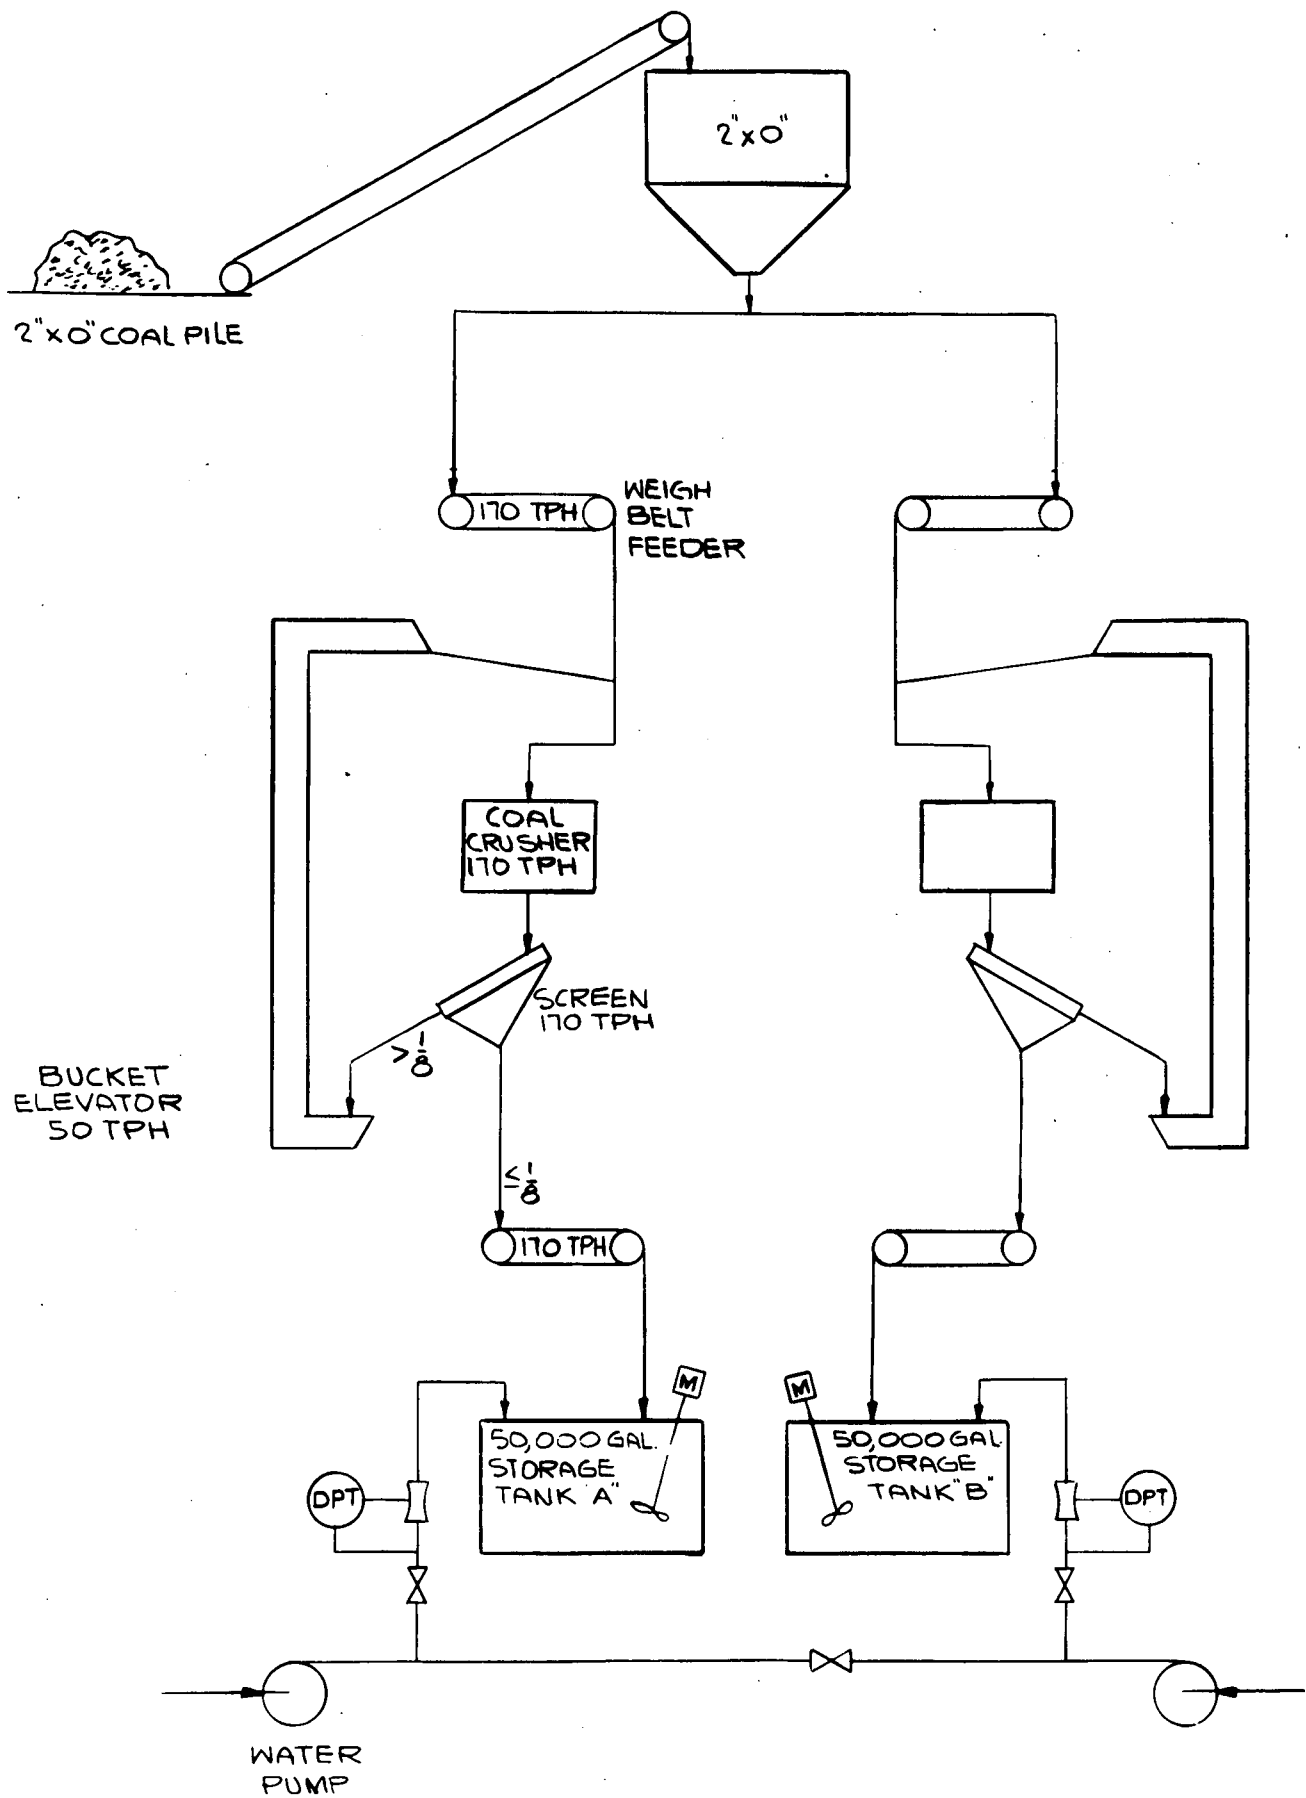 2"x0"
2"x0" COAL PILE
170 TPH
WEIGH
BELT
FEEDER
COAL
CRUSHER
170 TPH
SCREEN
170 TPH
>1/8
BUCKET
ELEVATOR
50 TPH
≤1/8
170 TPH
M
M
50,000 GAL.
STORAGE
TANK "A"
50,000 GAL.
STORAGE
TANK "B"
DPT
DPT
WATER
PUMP